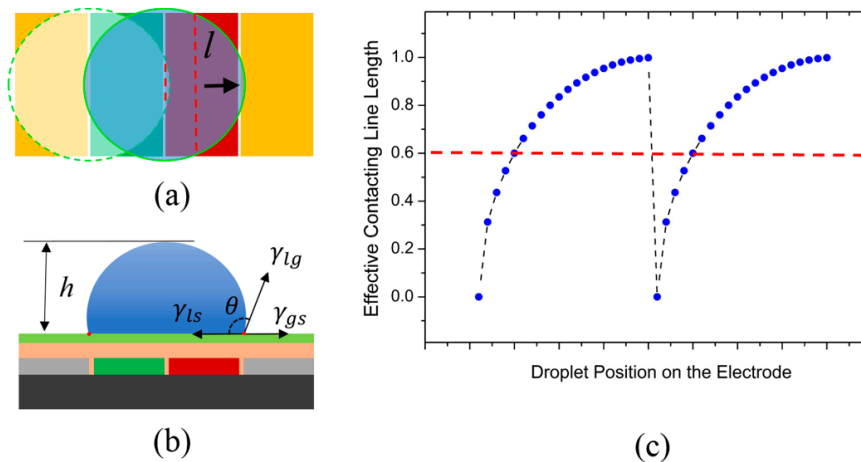 l
(a)
h
γlg
γls
θ
γgs
(b)
Effective Contacting Line Length
1.0
0.8
0.6
0.4
0.2
0.0
Droplet Position on the Electrode
(c)